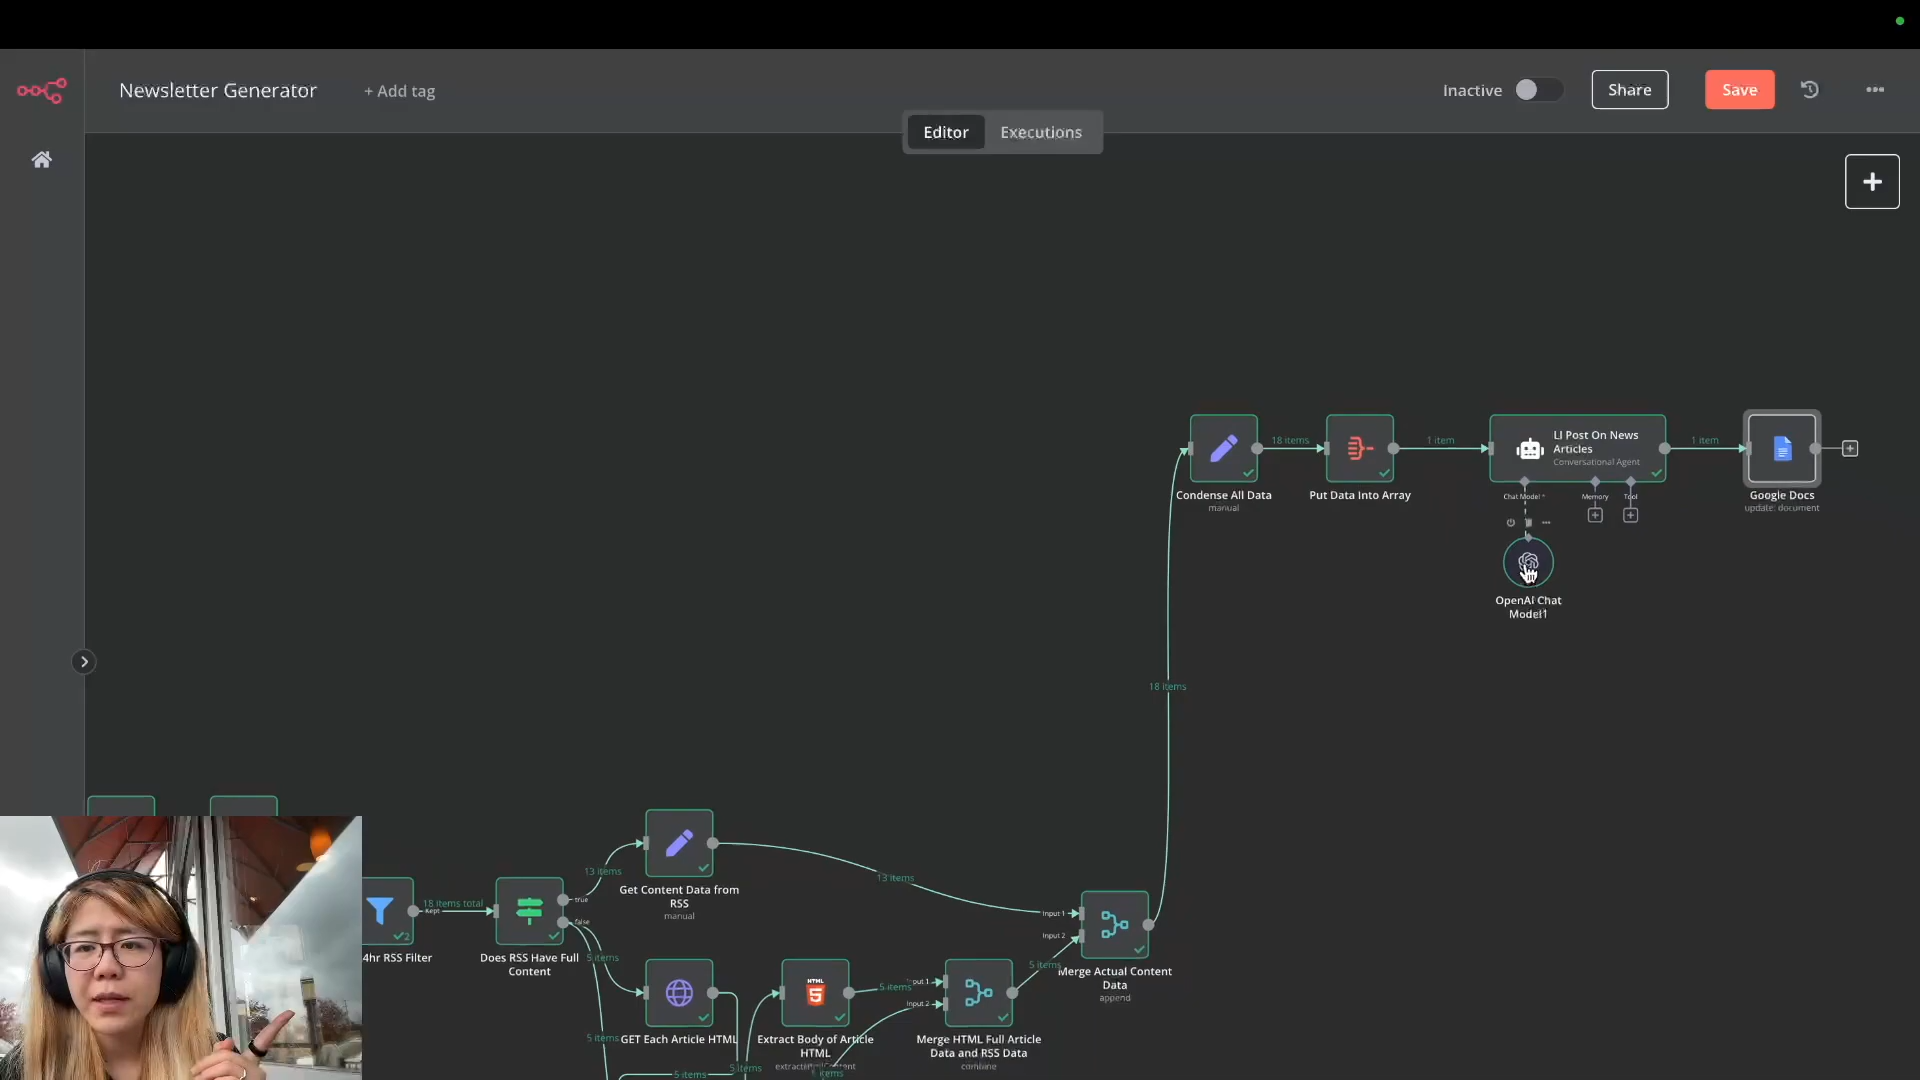 Newsletter Generator
+ Add tag
Inactive
Share
Save
Editor
Executions
18 items
1 item
LI Post On News
Articles
Conversational Agent
1 item
Condense All Data
manual
Put Data Into Array
Chat Model *
Memory
Tool
Google Docs
update: document
OpenAI Chat
Model1
18 items
13 items
13 items
Get Content Data from
RSS
manual
Kept
18 items total
true
false
2
4hr RSS Filter
Does RSS Have Full
Content
5 items
Input 1
Input 2
5 items
Merge Actual Content
Data
append
HTML
5 items
Input 2
GET Each Article HTML
5 items
Extract Body of Article
HTML
Merge HTML Full Article
Data and RSS Data
combine
5 items
5 items